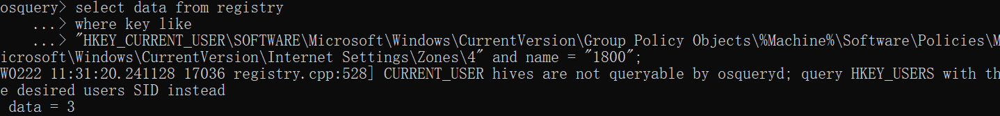 osquery> select data from registry
    ...> where key like
    ...> "HKEY_CURRENT_USER\SOFTWARE\Microsoft\Windows\CurrentVersion\Group Policy Objects\%Machine%\Software\Policies\M
icrosoft\Windows\CurrentVersion\Internet Settings\Zones\4" and name = "1800";
W0222 11:31:20.241128 17036 registry.cpp:528] CURRENT_USER hives are not queryable by osqueryd; query HKEY_USERS with th
e desired users SID instead
 data = 3